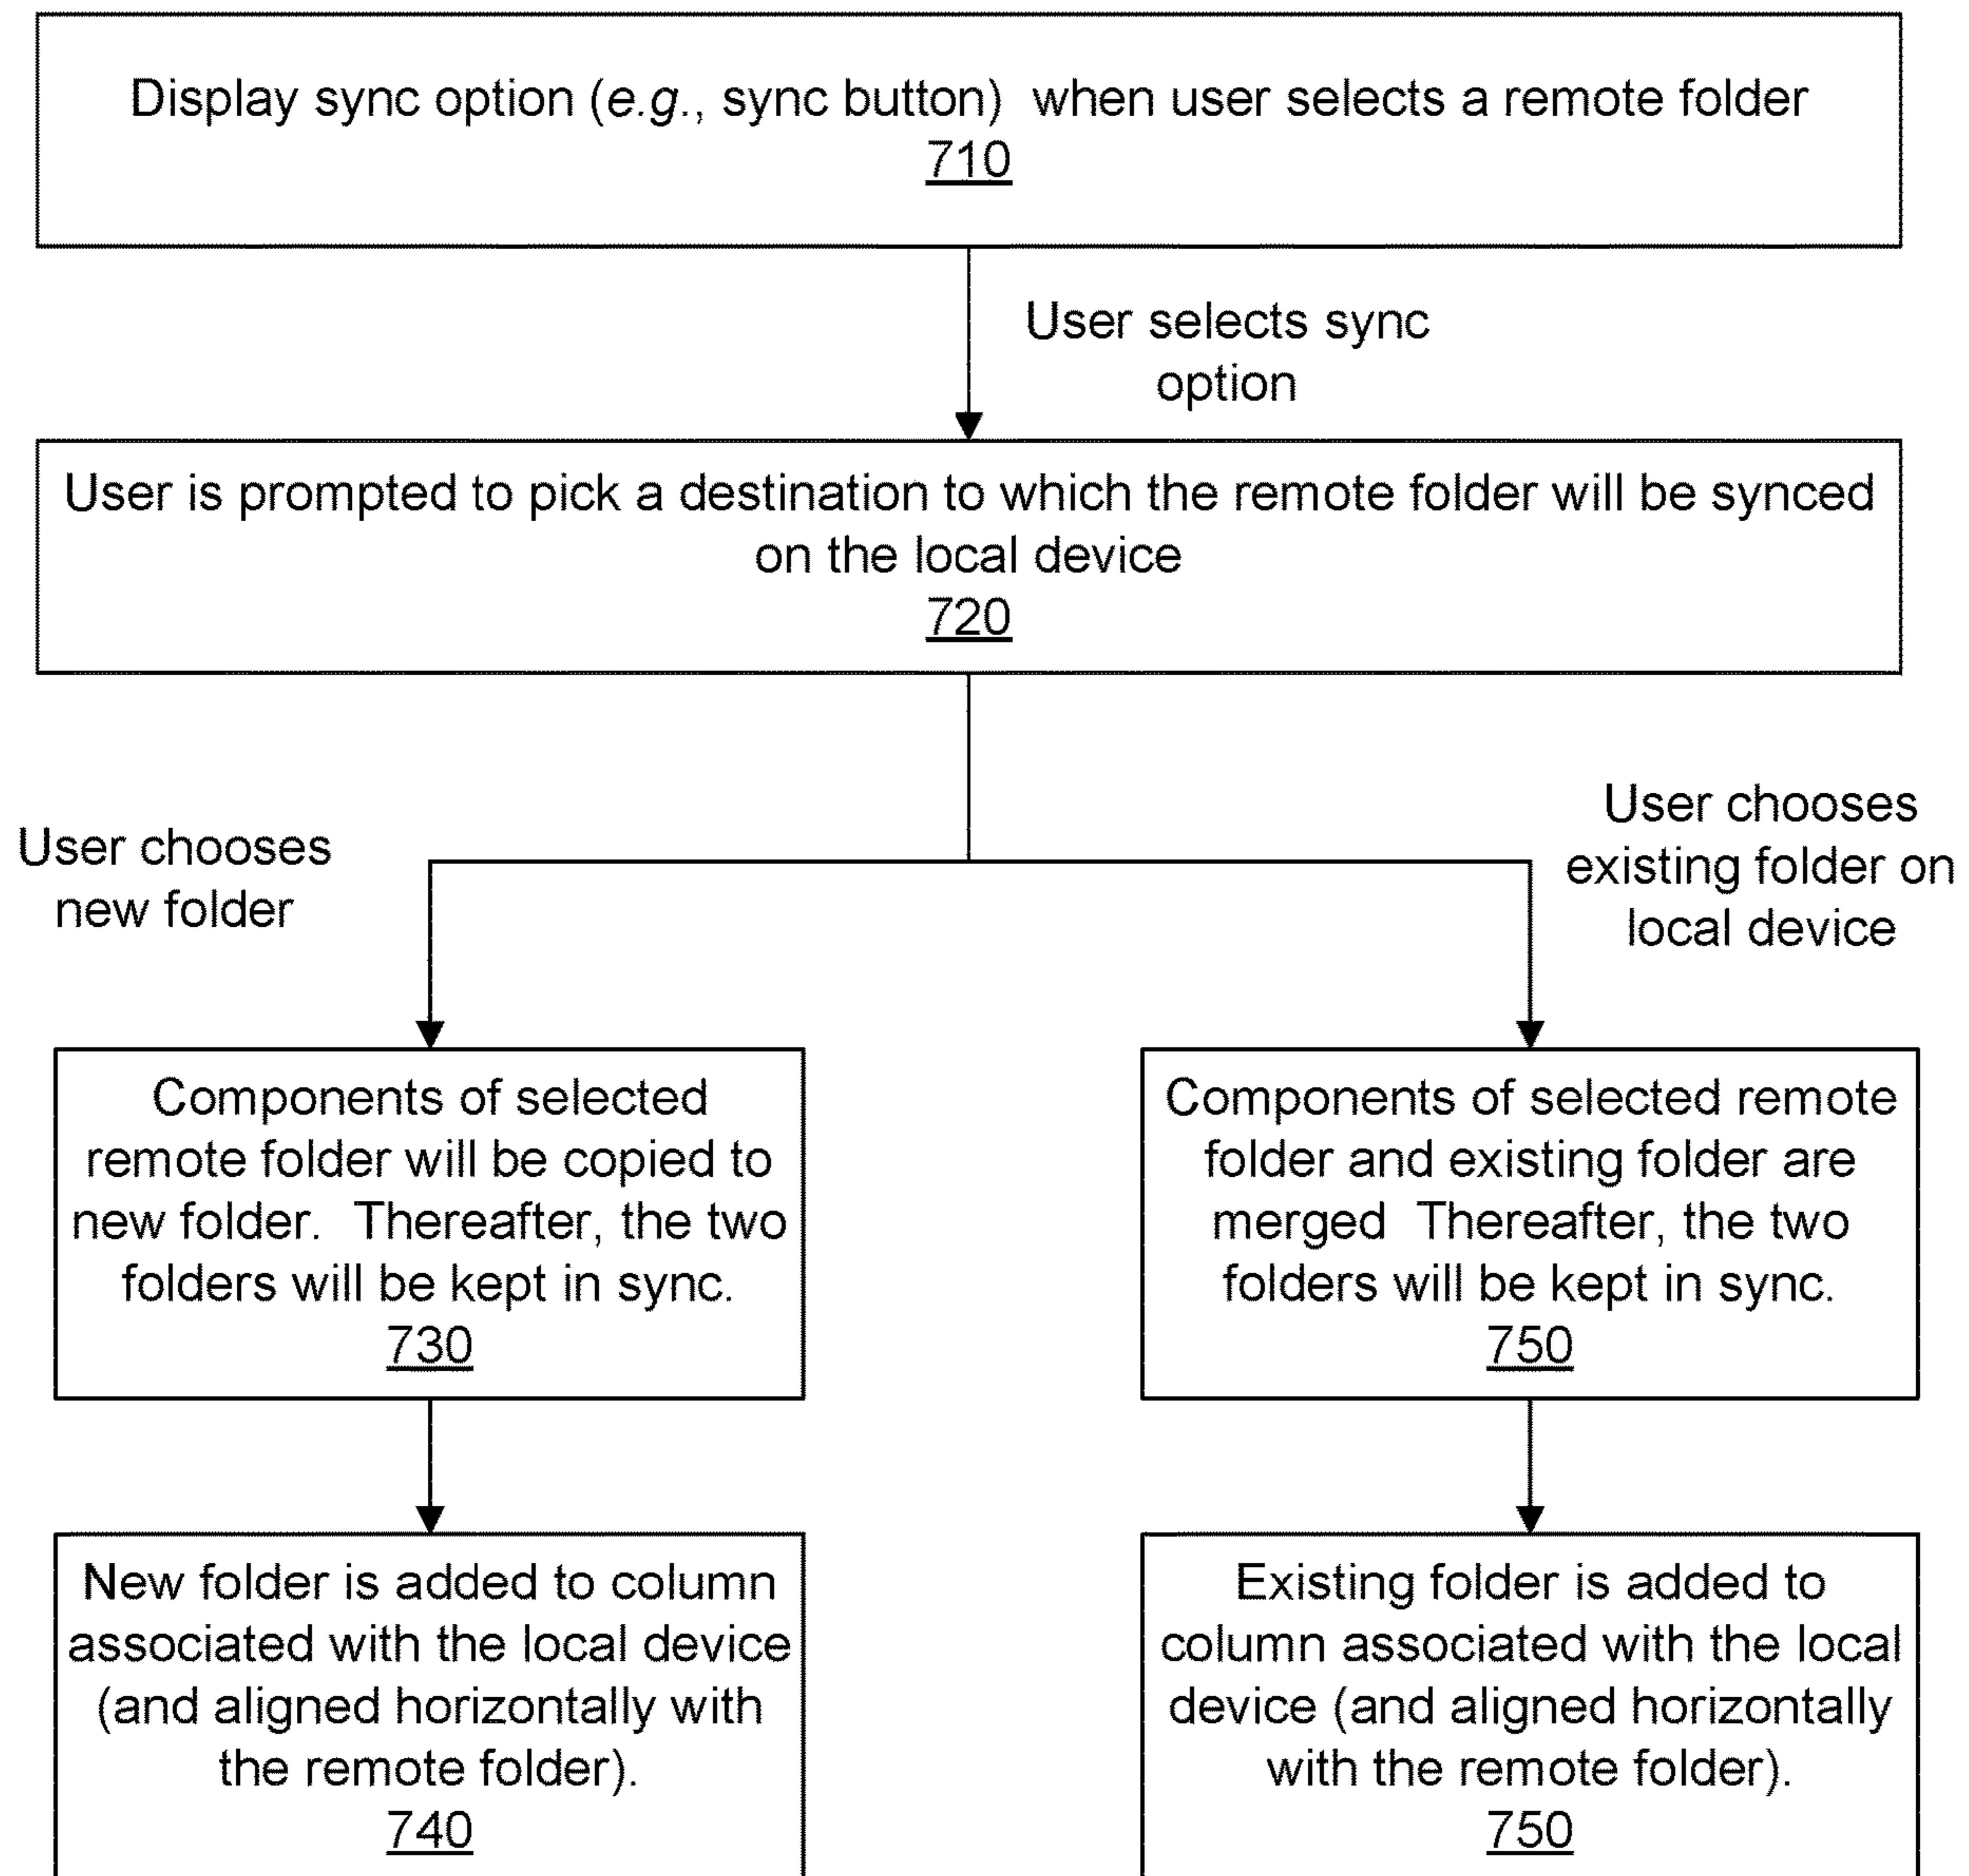 Display sync option (e.g., sync button) when user selects a remote folder
710
User selects sync
option
User is prompted to pick a destination to which the remote folder will be synced
on the local device
720
User chooses
new folder
User chooses
existing folder on
local device
Components of selected
remote folder will be copied to
new folder. Thereafter, the two
folders will be kept in sync.
730
Components of selected remote
folder and existing folder are
merged Thereafter, the two
folders will be kept in sync.
750
New folder is added to column
associated with the local device
(and aligned horizontally with
the remote folder).
740
Existing folder is added to
column associated with the local
device (and aligned horizontally
with the remote folder).
750